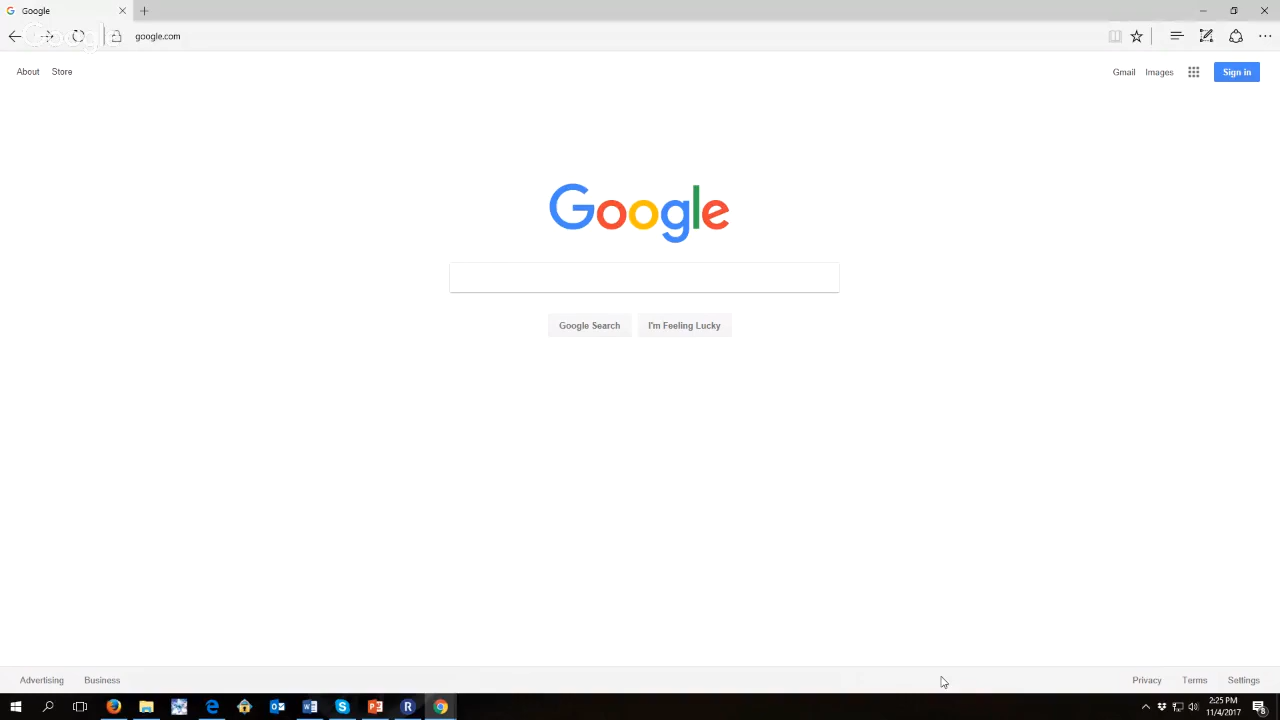 Google
google.com
About Store
Gmail Images Sign in
Google
Google Search I'm Feeling Lucky
Advertising Business
Privacy Terms Settings
2:25 PM
11/4/2017
8